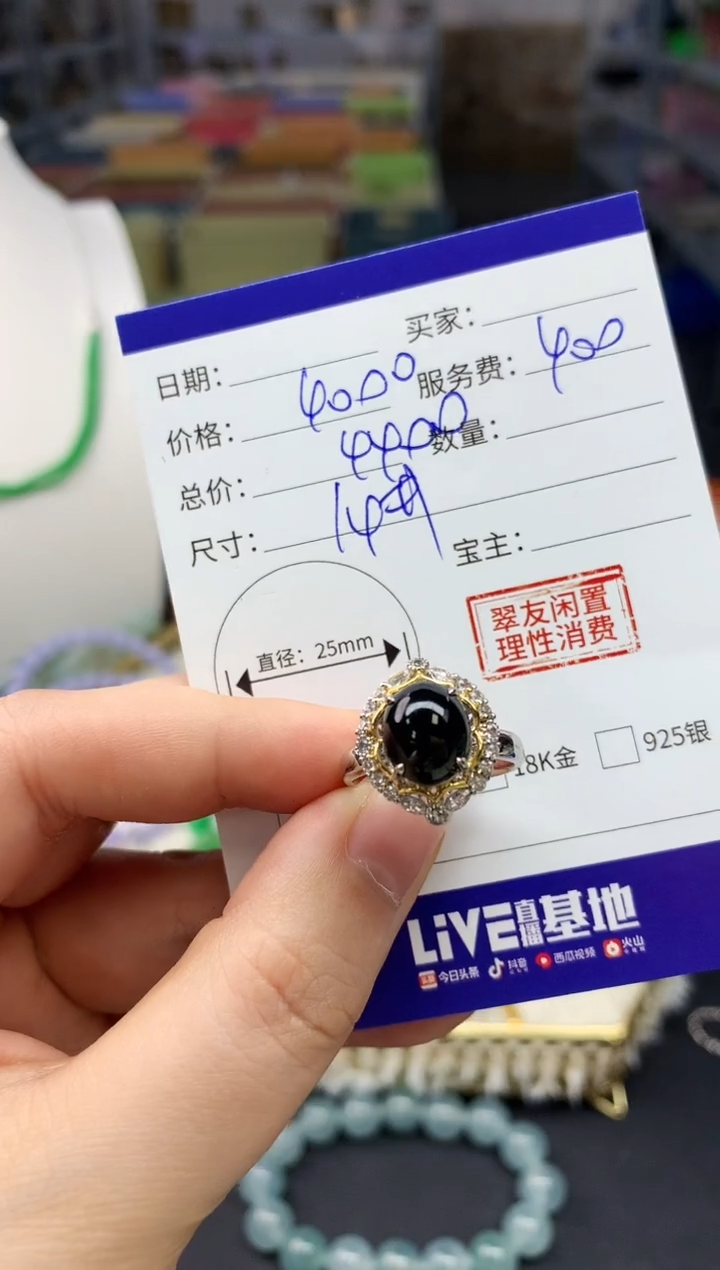 买家：
日期：
服务费：400
价格：4000
数量：
总价：4400
尺寸：14
宝主：
翠友闲置
理性消费
直径：25mm
18K金
925银
LiVE直播基地
今日头条 抖音 西瓜视频 火山